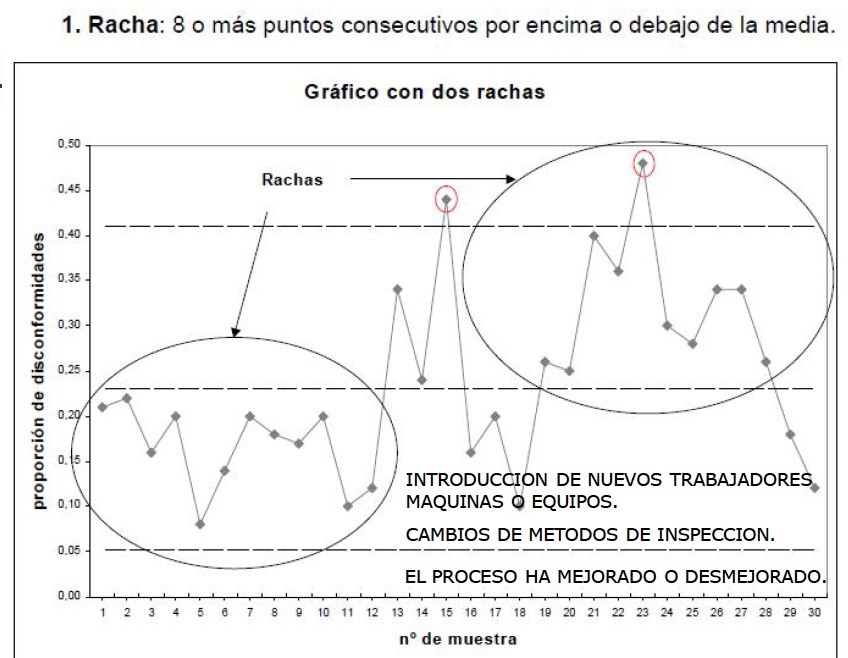 1. Racha: 8 o más puntos consecutivos por encima o debajo de la media.
Gráfico con dos rachas
0,50
Rachas
0,45
0,40
0,35
0,30
0,25
0,20
0,15
0,10
0,05
0,00
proporción de disconformidades
INTRODUCCION DE NUEVOS TRABAJADORES
MAQUINAS O EQUIPOS.
CAMBIOS DE METODOS DE INSPECCION.
EL PROCESO HA MEJORADO O DESMEJORADO.
1 2 3 4 5 6 7 8 9 10 11 12 13 14 15 16 17 18 19 20 21 22 23 24 25 26 27 28 29 30
nº de muestra